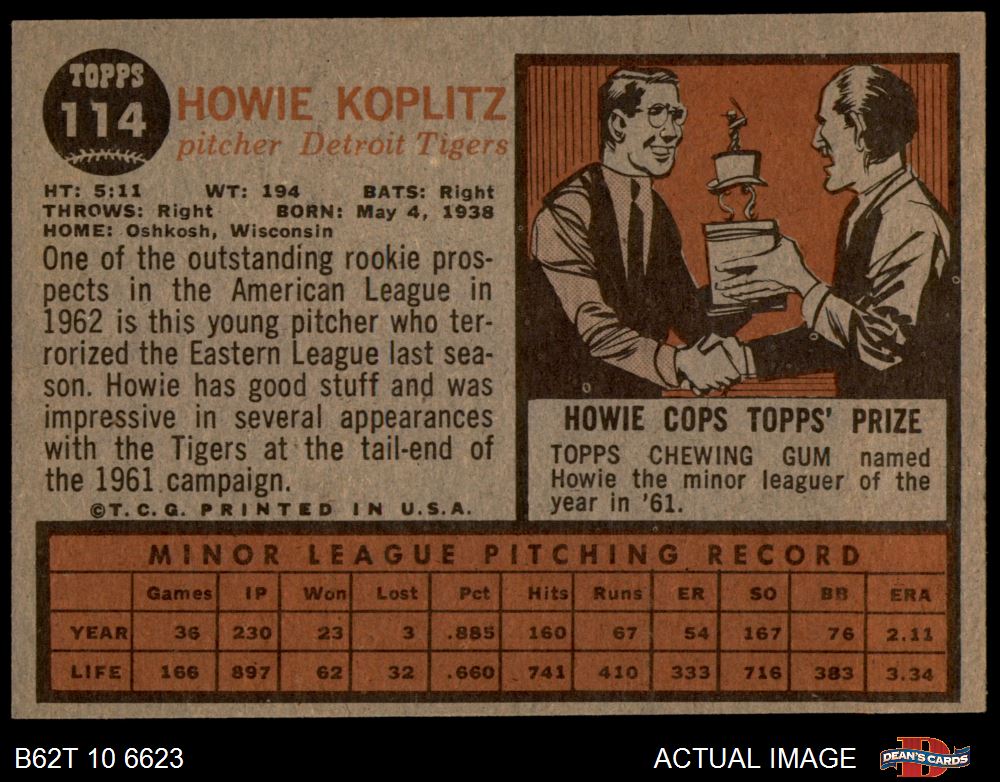 TOPPS
114
HOWIE KOPLITZ
pitcher Detroit Tigers
HT: 5:11 WT: 194 BATS: Right
THROWS: Right BORN: May 4, 1938
HOME: Oshkosh, Wisconsin
One of the outstanding rookie pros-
pects in the American League in
1962 is this young pitcher who ter-
rorized the Eastern League last sea-
son. Howie has good stuff and was
impressive in several appearances
with the Tigers at the tail-end of
the 1961 campaign.
©T.C.G. PRINTED IN U.S.A.
HOWIE COPS TOPPS' PRIZE
TOPPS CHEWING GUM named
Howie the minor leaguer of the
year in '61.
MINOR LEAGUE PITCHING RECORD
Games IP Won Lost Pct Hits Runs ER SO BB ERA
YEAR 36 230 23 3 .885 160 67 54 167 76 2.11
LIFE 166 897 62 32 .660 741 410 333 716 383 3.34
B62T 10 6623 ACTUAL IMAGE DEAN'S CARDS